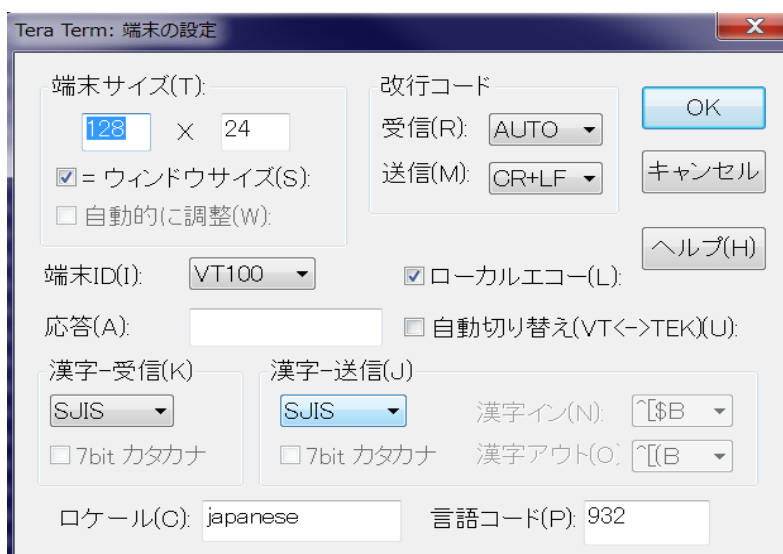 Tera Term: 端末の設定
端末サイズ(T):
128 X 24
= ウィンドウサイズ(S):
自動的に調整(W):
改行コード
受信(R): AUTO
送信(M): CR+LF
OK
キャンセル
ヘルプ(H)
端末ID(I): VT100
ローカルエコー(L):
応答(A):
自動切り替え(VT<->TEK)(U):
漢字-受信(K)
SJIS
7bit カタカナ
漢字-送信(J)
SJIS
7bit カタカナ
漢字イン(N): ^[$B
漢字アウト(O) ^[(B
ロケール(C): japanese
言語コード(P): 932